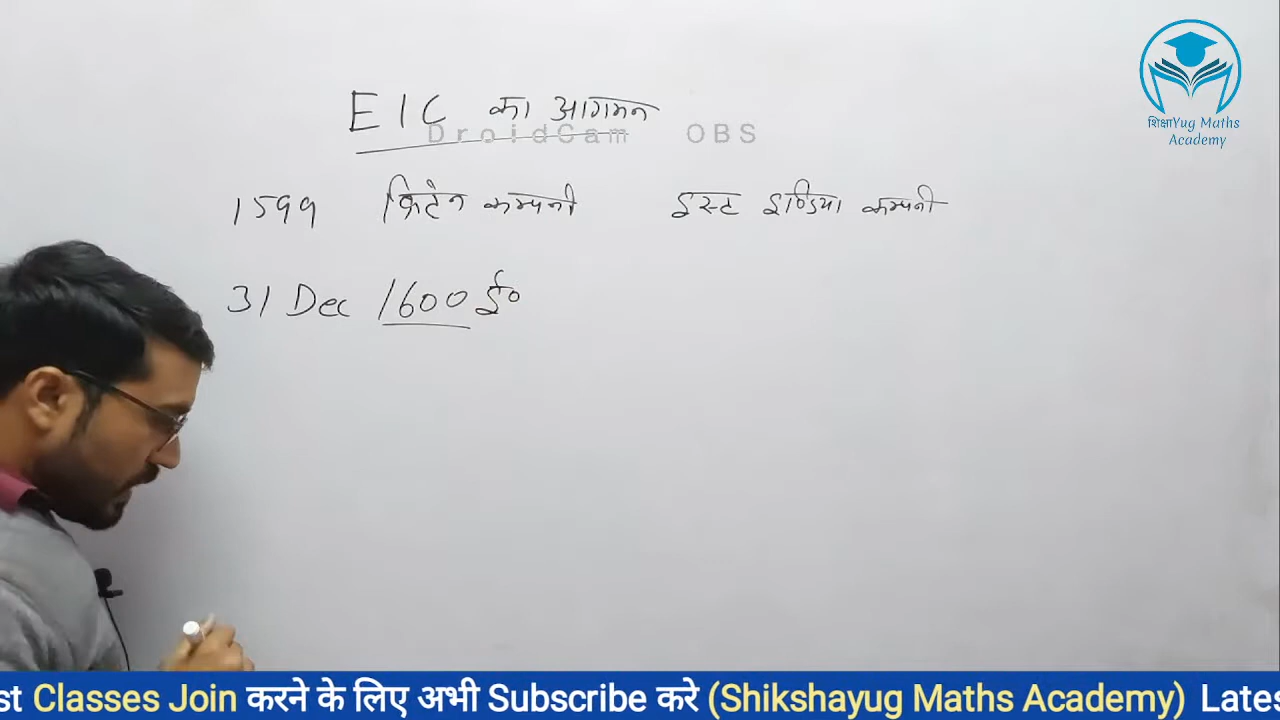 शिक्षाYug Maths
Academy
EIC का आगमन
DroidCam OBS
1599 ब्रिटेन कम्पनी ईस्ट इण्डिया कम्पनी
31 Dec 1600 ई०
st Classes Join करने के लिए अभी Subscribe करे (Shikshayug Maths Academy) Lates